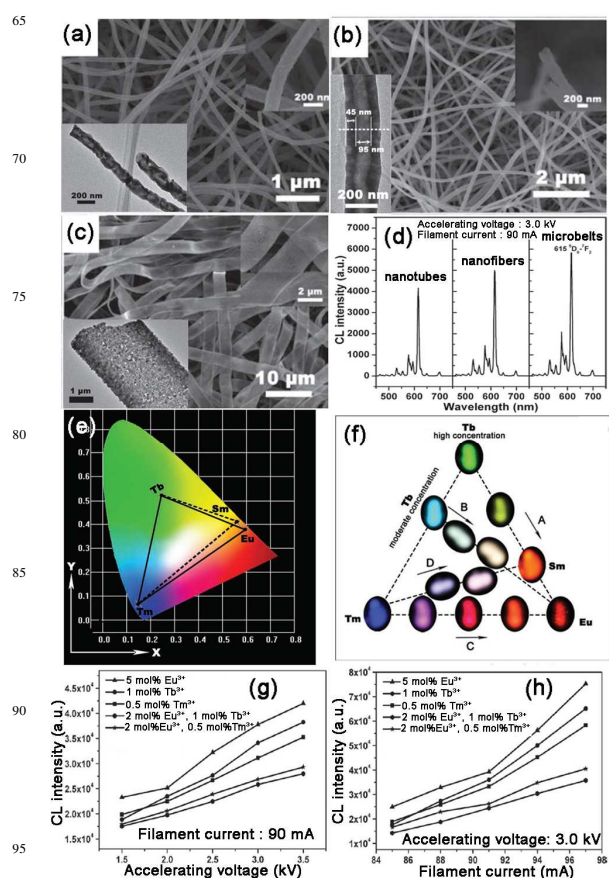 65
70
75
80
85
90
95
(a)
200 nm
200 nm
1 μm
(b)
200 nm
45 nm
95 nm
200 nm
2 μm
(c)
2 μm
1 μm
10 μm
(d)
Accelerating voltage : 3.0 kV
Filament current : 90 mA
microbelts
nanofibers
nanotubes
CL intensity (a.u.)
7000
6000
5000
4000
3000
2000
1000
0
500 600 700 500 600 700 500 600 700
Wavelength (nm)
(e)
0.5
0.4
0.3
0.2
0.1
0.0
0.0 0.1 0.2 0.3 0.4 0.5 0.6 0.7 0.8
Y
X
Tb
Sm
Eu
Tm
(f)
Tb
high concentration
Tb
moderate concentration
B
A
D
Sm
Tm
C
Eu
(g)
5 mol% Eu³⁺
1 mol% Tb³⁺
0.5 mol% Tm³⁺
2 mol% Eu³⁺, 1 mol% Tb³⁺
2 mol%Eu³⁺, 0.5 mol%Tm³⁺
CL intensity (a.u.)
4.5x10⁴
4.0x10⁴
3.5x10⁴
3.0x10⁴
2.5x10⁴
2.0x10⁴
1.5x10⁴
Filament current : 90 mA
1.5 2.0 2.5 3.0 3.5
Accelerating voltage (kV)
(h)
5 mol% Eu³⁺
1 mol% Tb³⁺
0.5 mol% Tm³⁺
2 mol% Eu³⁺, 1 mol% Tb³⁺
2 mol%Eu³⁺, 0.5 mol%Tm³⁺
CL intensity (a.u.)
8x10⁴
7x10⁴
6x10⁴
5x10⁴
4x10⁴
3x10⁴
2x10⁴
1x10⁴
Accelerating voltage: 3.0 kV
84 86 88 90 92 94 96 98
Filament current (mA)